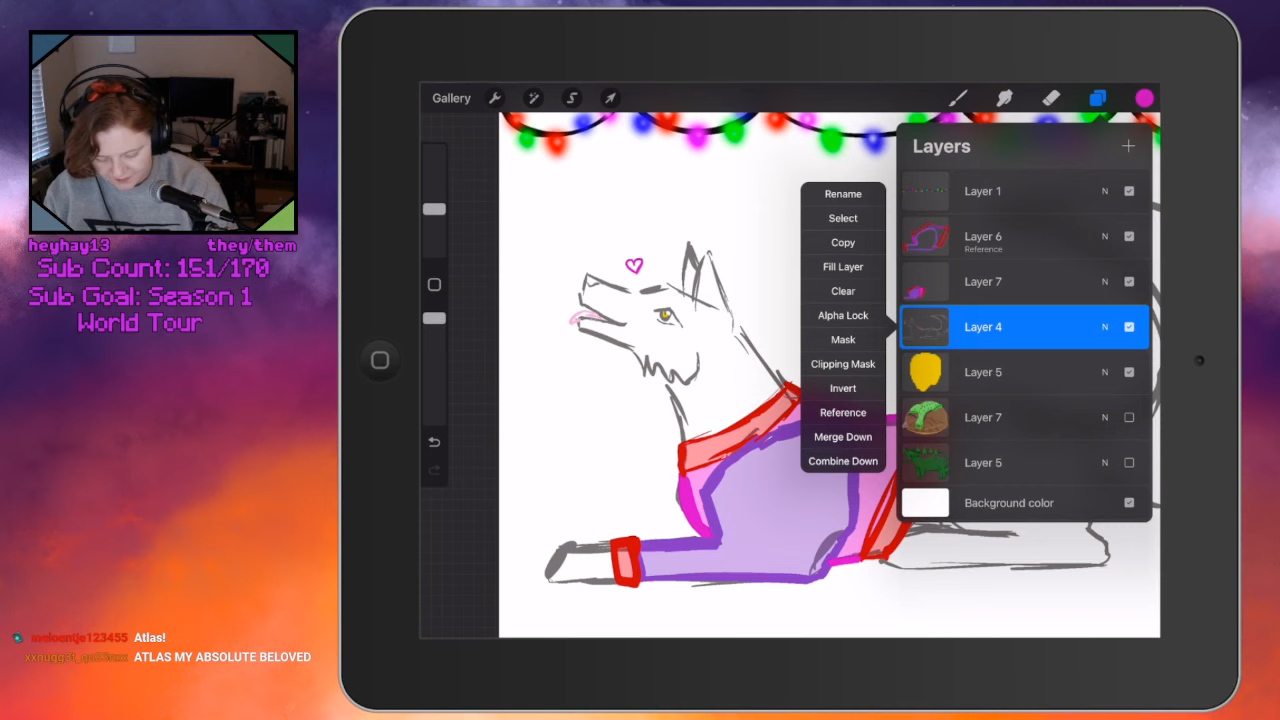 heyhay13 they/them
Sub Count: 151/170
Sub Goal: Season 1
World Tour
meloentje123455 Atlas!
ATLAS MY ABSOLUTE BELOVED
Gallery
Layers
Layer 1 N
Layer 6 N
Reference
Layer 7 N
Layer 4 N
Layer 5 N
Layer 7 N
Layer 5 N
Background color
Rename
Select
Copy
Fill Layer
Clear
Alpha Lock
Mask
Clipping Mask
Invert
Reference
Merge Down
Combine Down